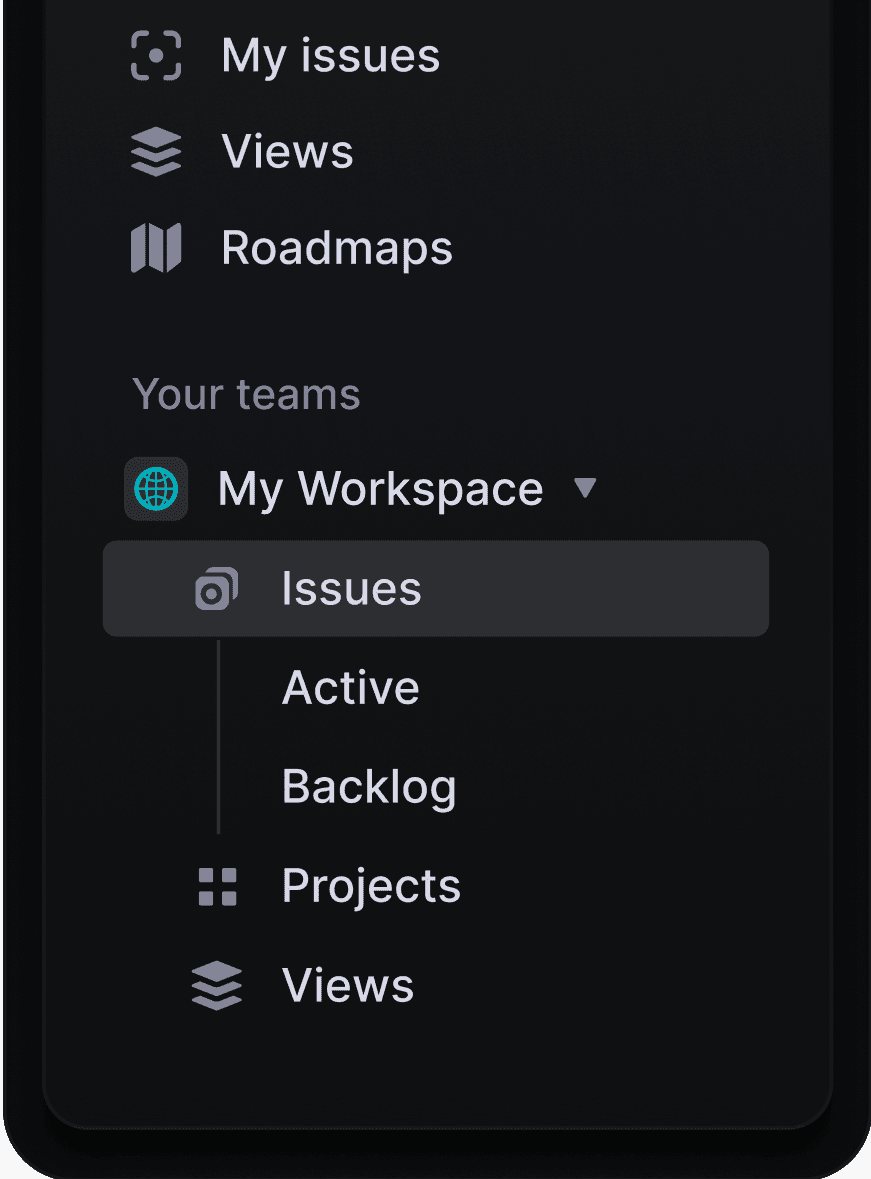 My issues
Views
Roadmaps
Your teams
My Workspace
Issues
Active
Backlog
Projects
Views